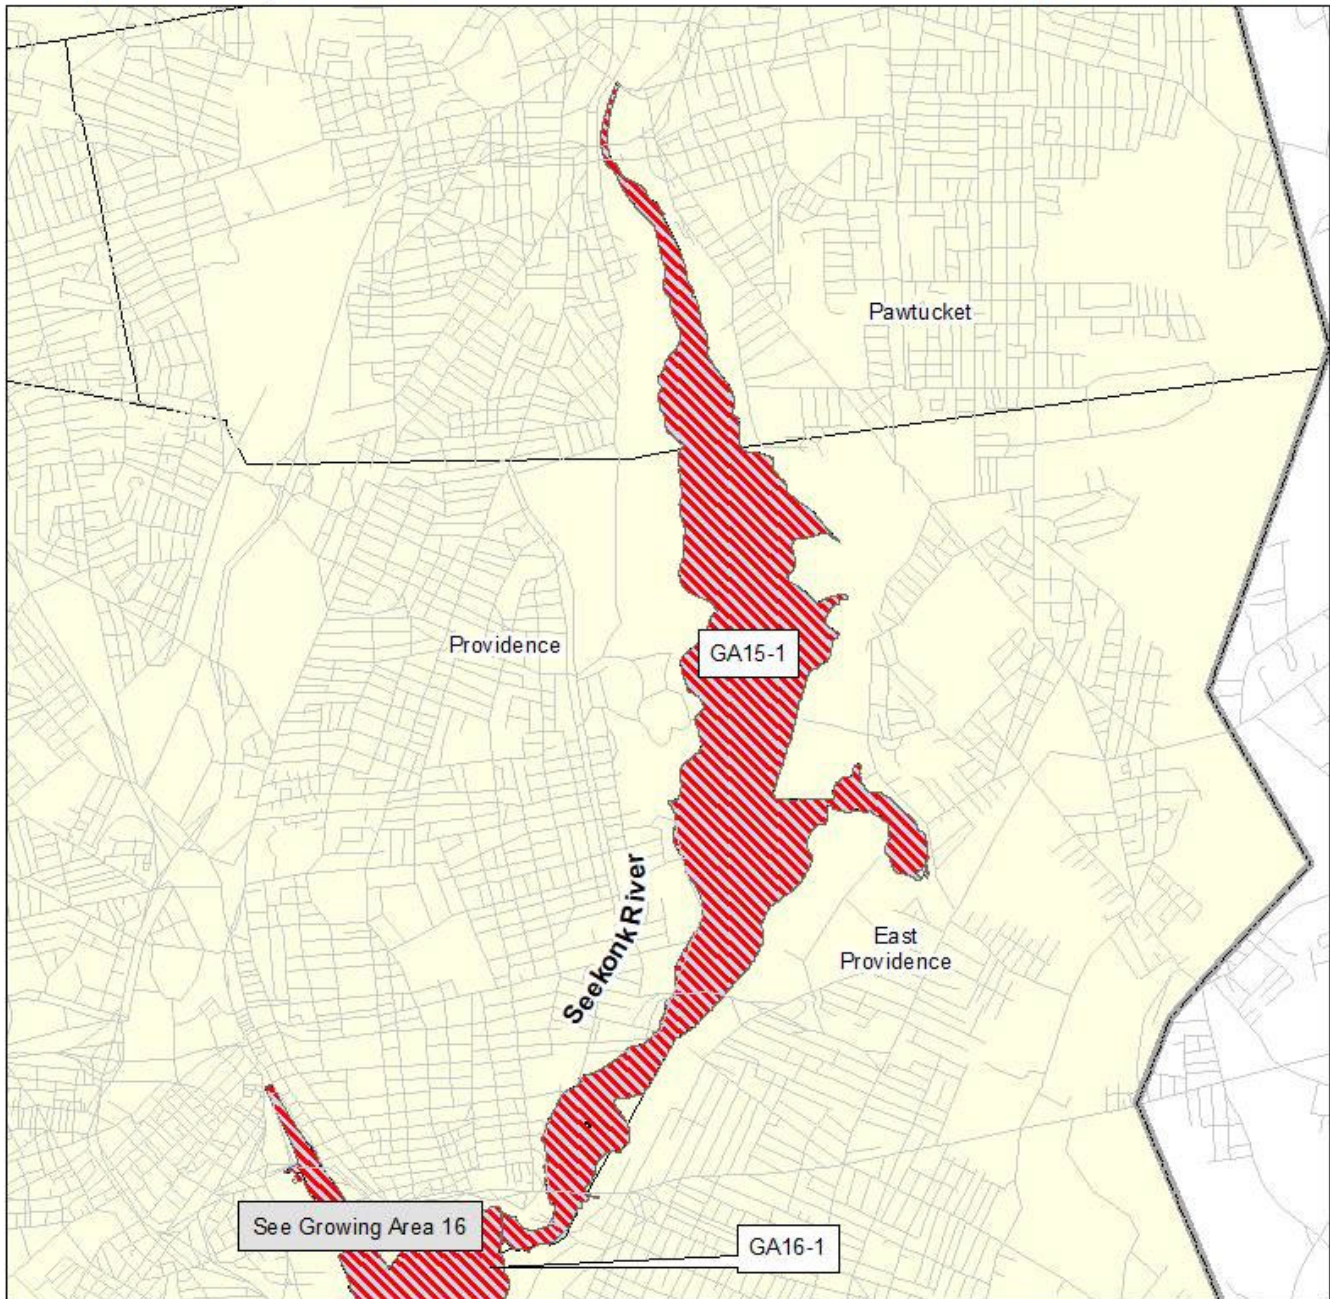 Pawtucket
Providence
GA15-1
Seekonk River
East
Providence
See Growing Area 16
GA16-1